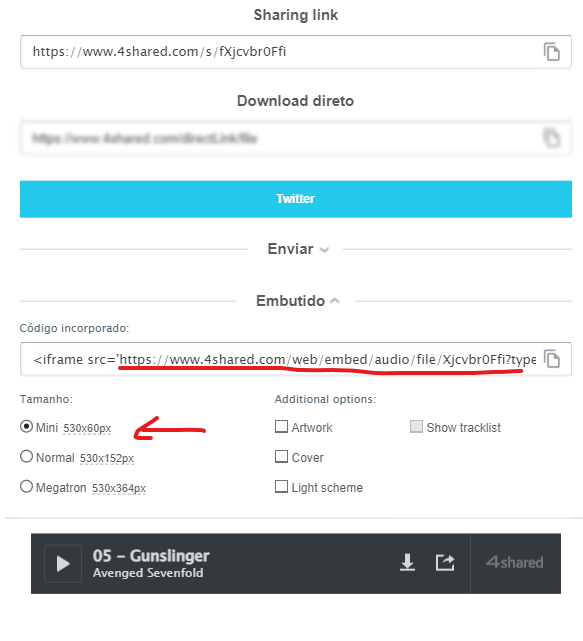 Sharing link
https://www.4shared.com/s/fXjcvbr0Ffi
Download direto
https://www.4shared.com/directLink/file
Twitter
Enviar
Embutido
Código incorporado:
<iframe src='https://www.4shared.com/web/embed/audio/file/Xjcvbr0Ffi?type
Tamanho:
Additional options:
Mini 530x60px
Artwork
Show tracklist
Normal 530x152px
Cover
Megatron 530x364px
Light scheme
05 – Gunslinger
Avenged Sevenfold
4shared